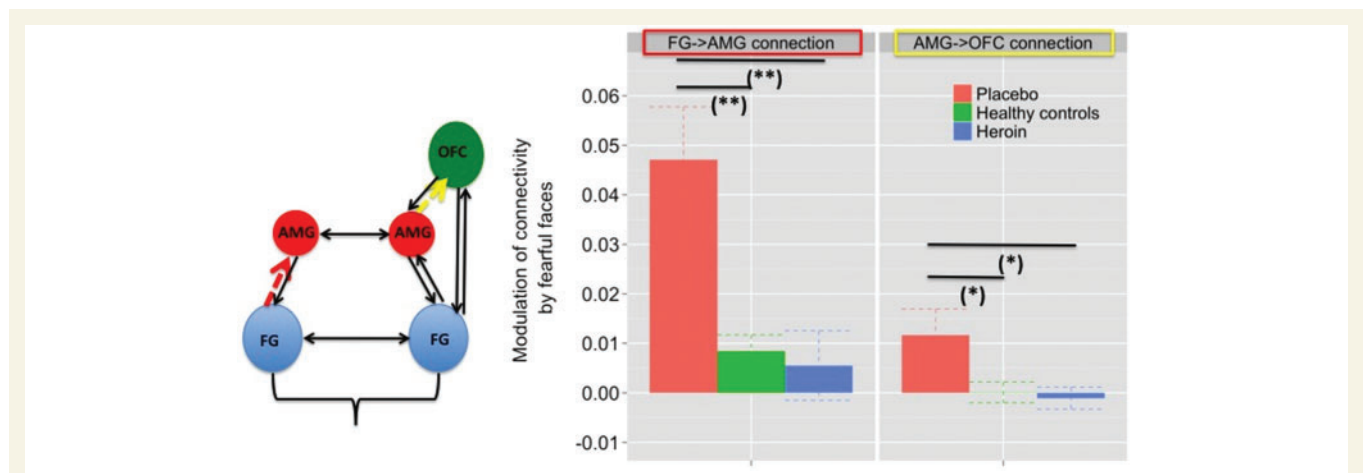 FG->AMG connection
AMG->OFC connection
(**)
(**)
Placebo
Healthy controls
Heroin
(*)
(*)
Modulation of connectivity
by fearful faces
0.06
0.05
0.04
0.03
0.02
0.01
0.00
-0.01
OFC
AMG
AMG
FG
FG